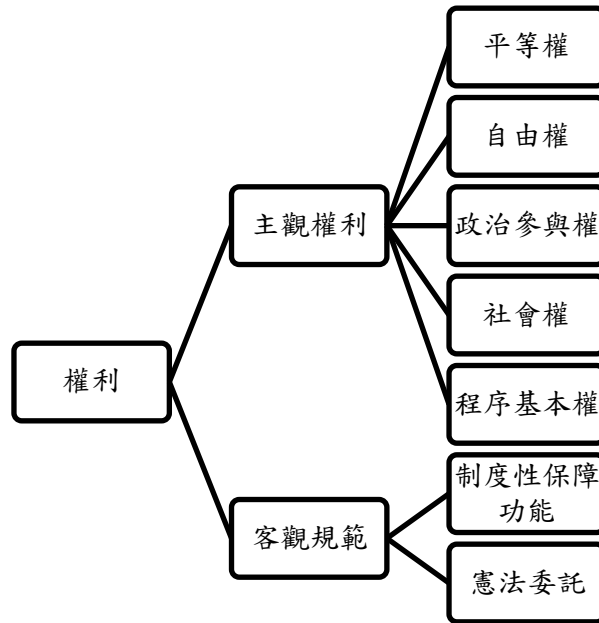 平等權
自由權
主觀權利
政治參與權
社會權
權利
程序基本權
制度性保障
功能
客觀規範
憲法委託